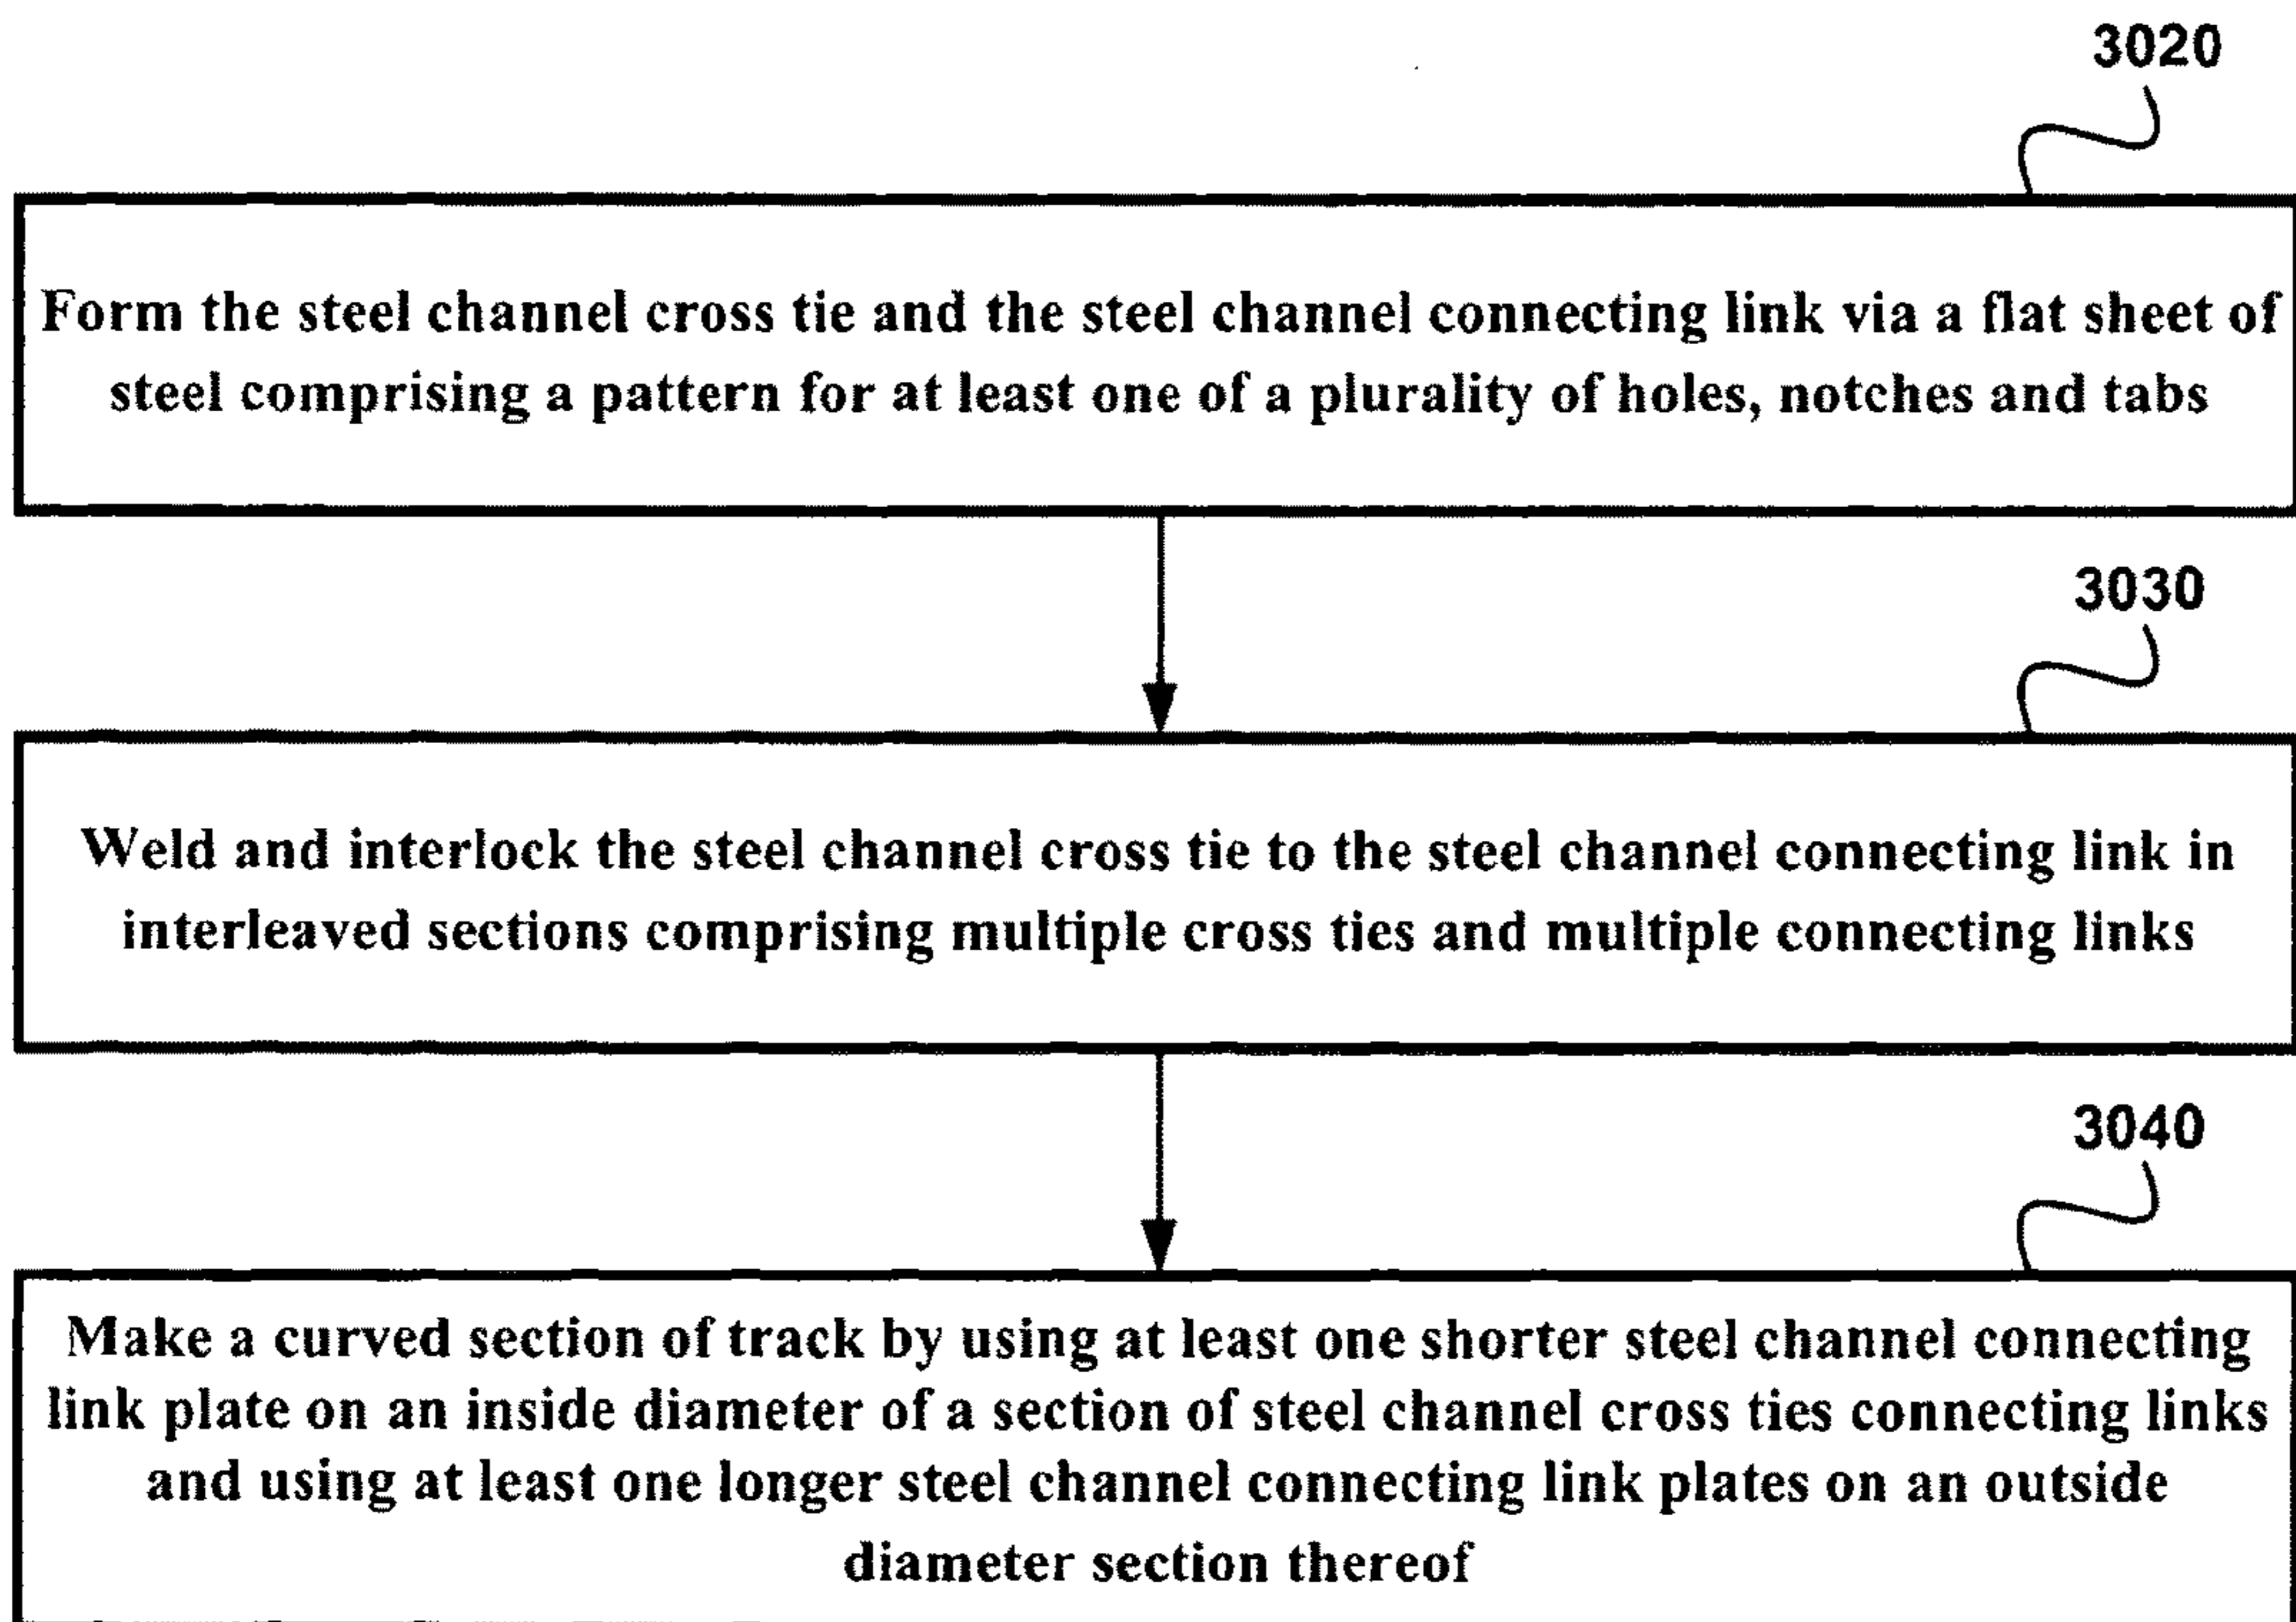 3020
Form the steel channel cross tie and the steel channel connecting link via a flat sheet of
steel comprising a pattern for at least one of a plurality of holes, notches and tabs
3030
Weld and interlock the steel channel cross tie to the steel channel connecting link in
interleaved sections comprising multiple cross ties and multiple connecting links
3040
Make a curved section of track by using at least one shorter steel channel connecting
link plate on an inside diameter of a section of steel channel cross ties connecting links
and using at least one longer steel channel connecting link plates on an outside
diameter section thereof